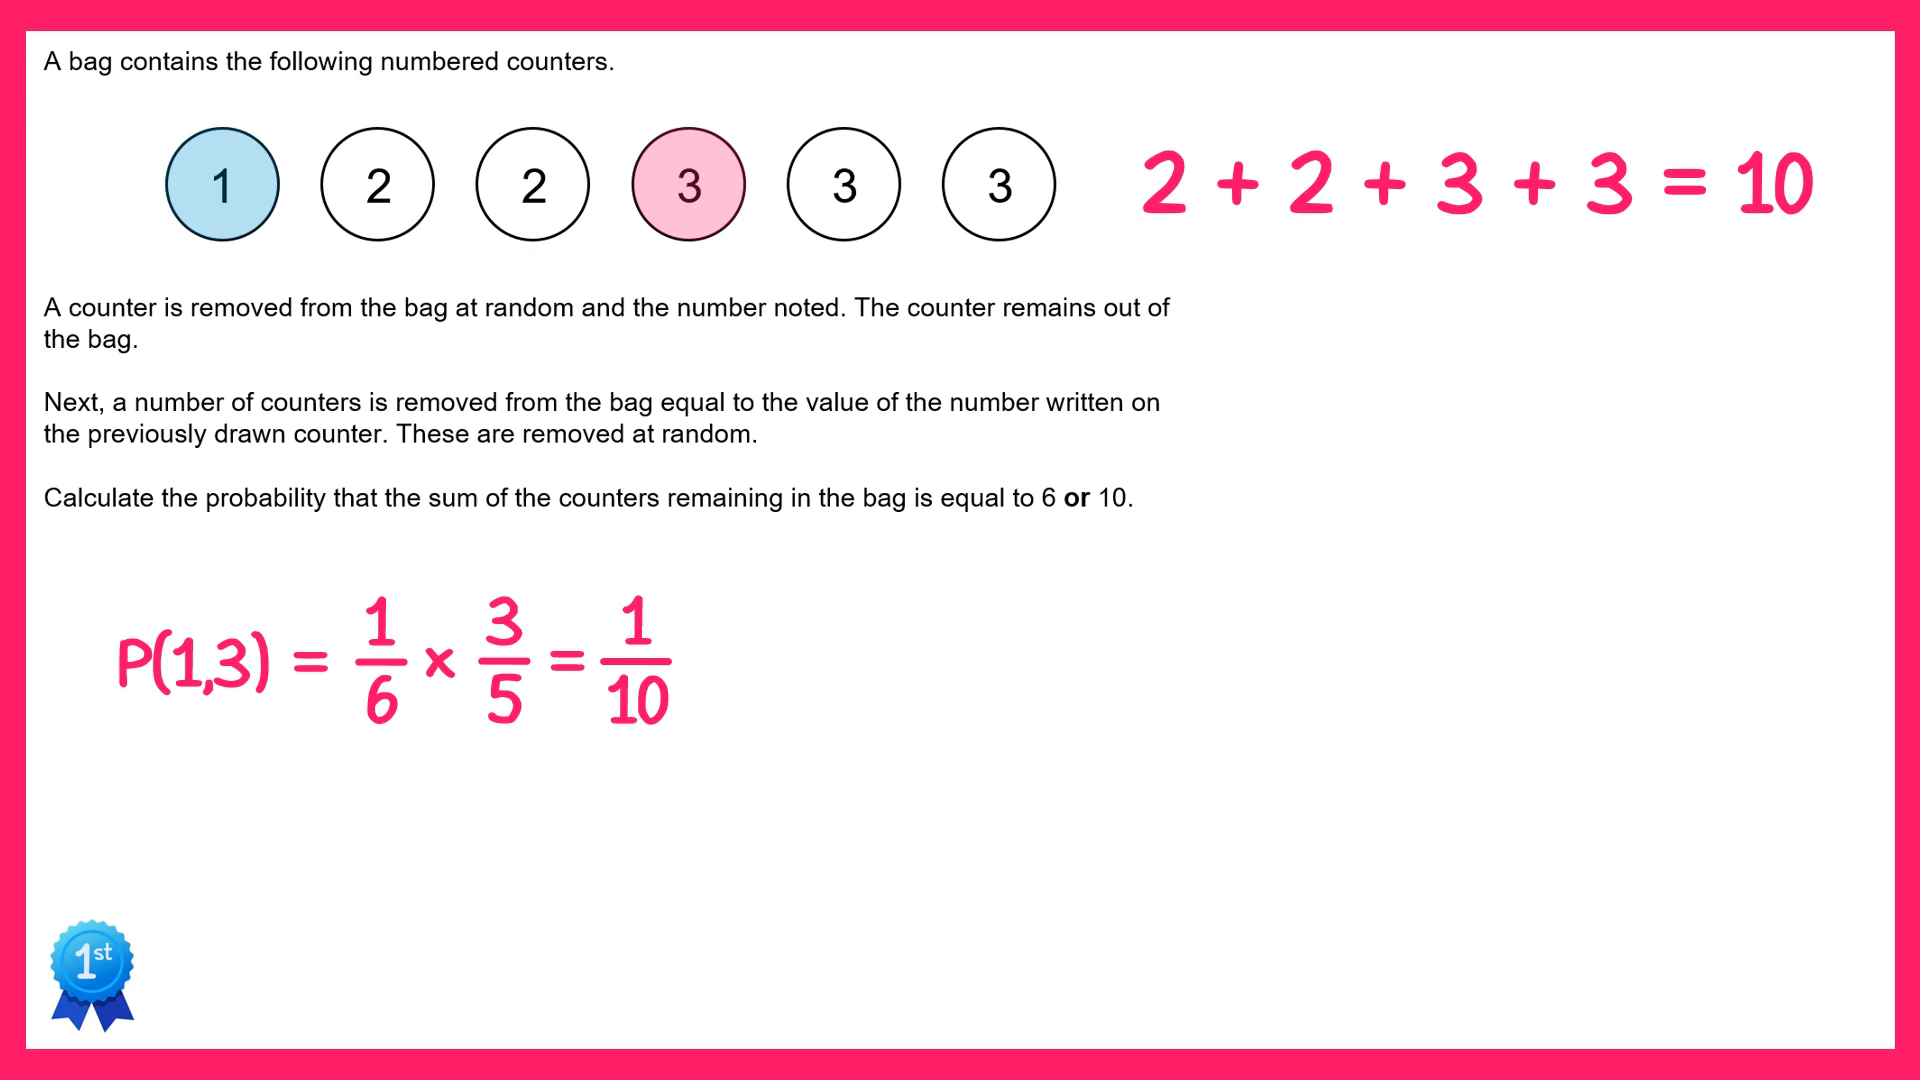 A bag contains the following numbered counters.
1 2 2 3 3 3
2 + 2 + 3 + 3 = 10
A counter is removed from the bag at random and the number noted. The counter remains out of
the bag.
Next, a number of counters is removed from the bag equal to the value of the number written on
the previously drawn counter. These are removed at random.
Calculate the probability that the sum of the counters remaining in the bag is equal to 6 or 10.
P(1,3) = 1/6 × 3/5 = 1/10
1st